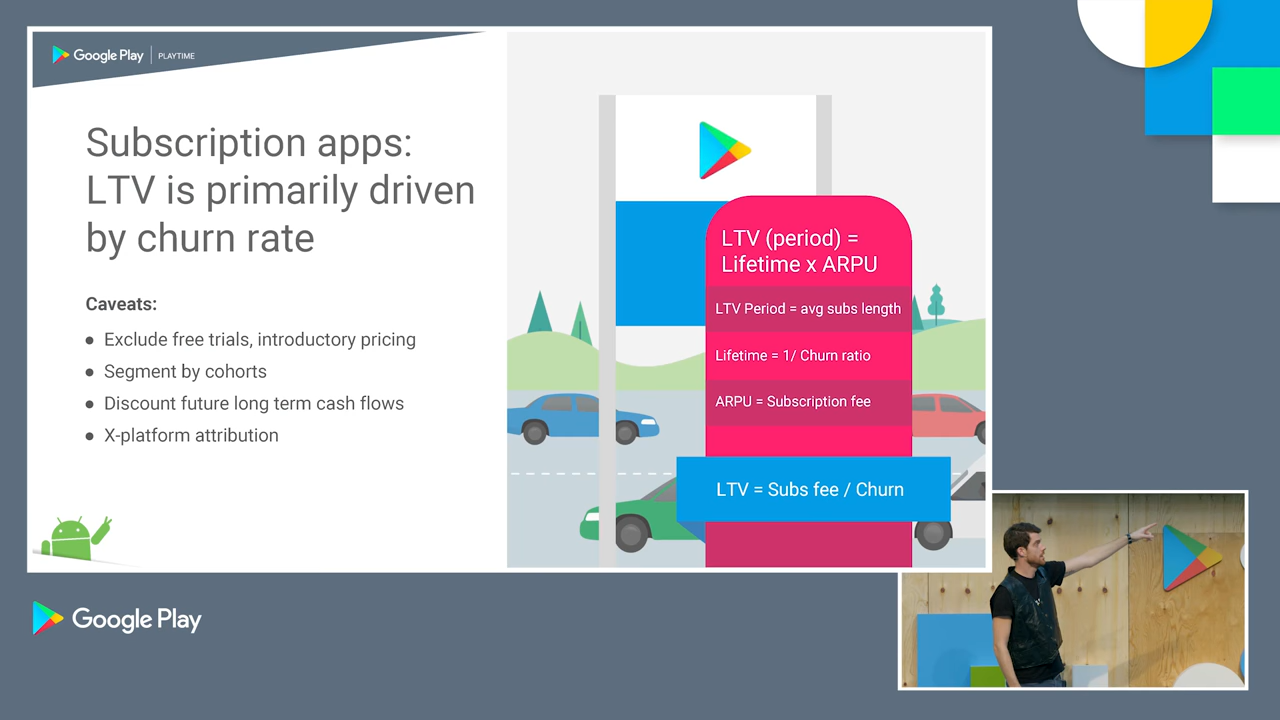 Google Play | PLAYTIME
Subscription apps:
LTV is primarily driven
by churn rate
Caveats:
● Exclude free trials, introductory pricing
● Segment by cohorts
● Discount future long term cash flows
● X-platform attribution
LTV (period) =
Lifetime x ARPU
LTV Period = avg subs length
Lifetime = 1/ Churn ratio
ARPU = Subscription fee
LTV = Subs fee / Churn
Google Play